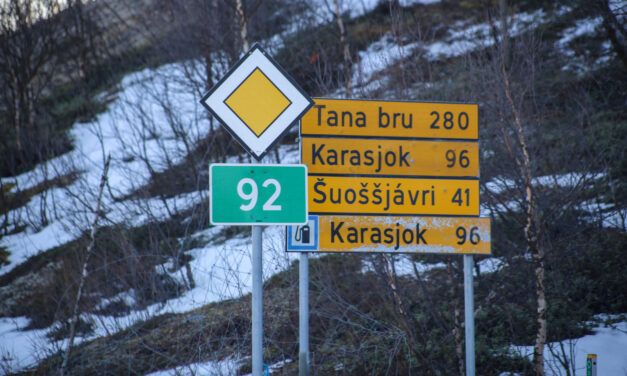 92
Tana bru 280
Karasjok 96
Šuoššjávri 41
Karasjok 96